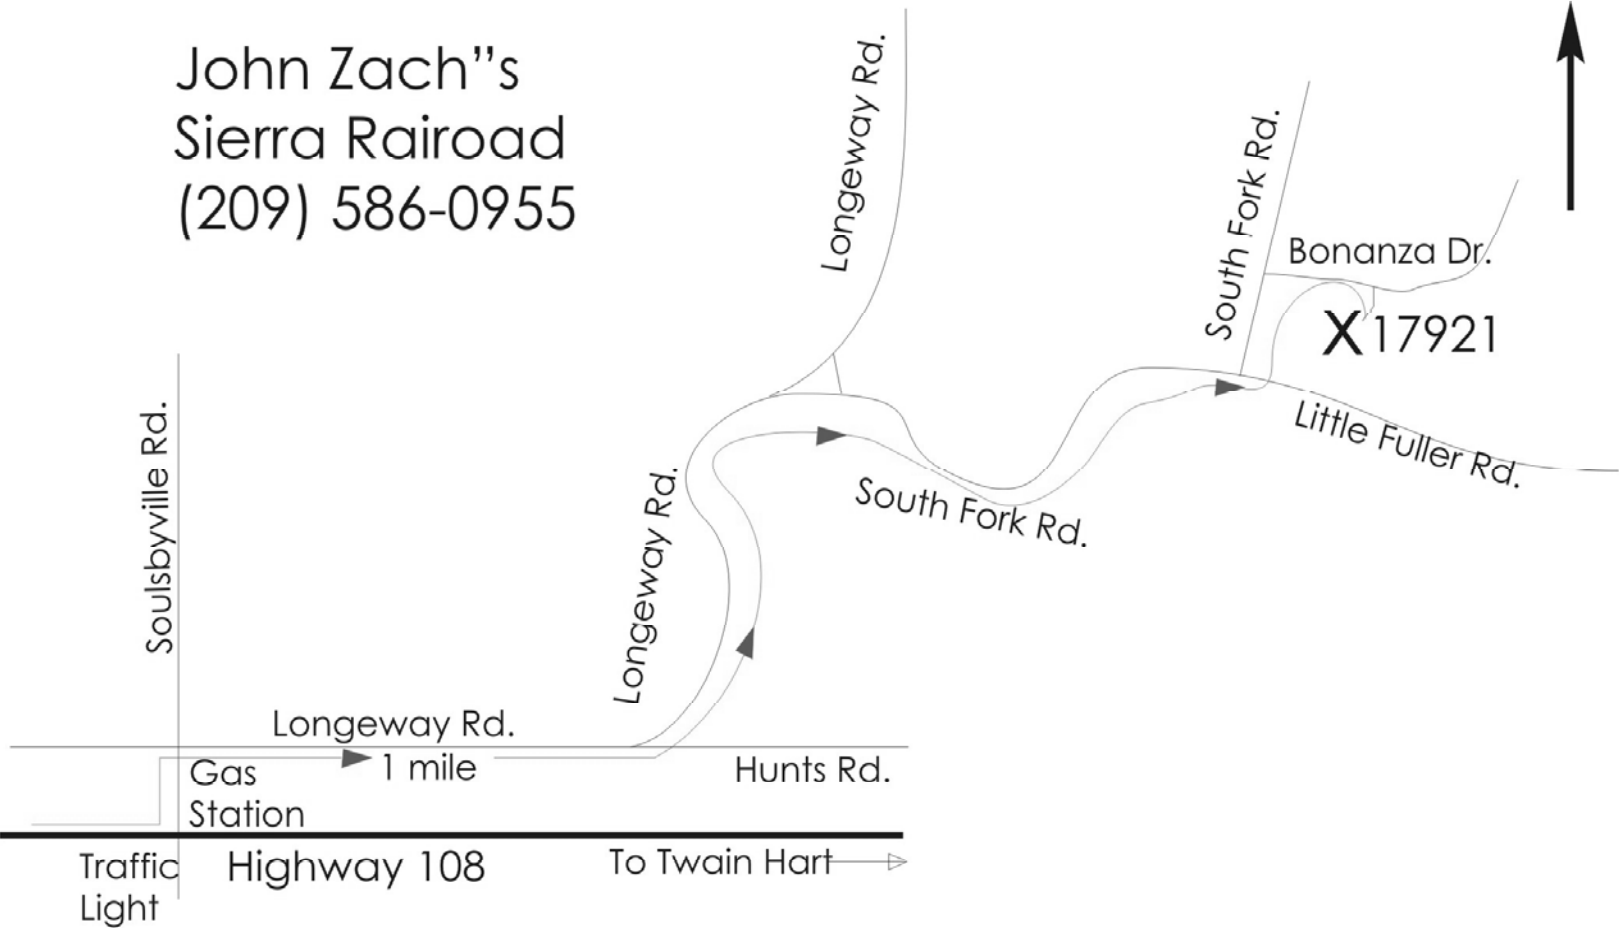 John Zach”s
Sierra Rairoad
(209) 586-0955
Longeway Rd.
South Fork Rd.
Bonanza Dr.
X 17921
Little Fuller Rd.
South Fork Rd.
Longeway Rd.
Soulsbyville Rd.
Longeway Rd.
1 mile
Hunts Rd.
Gas
Station
Traffic
Light
Highway 108
To Twain Hart